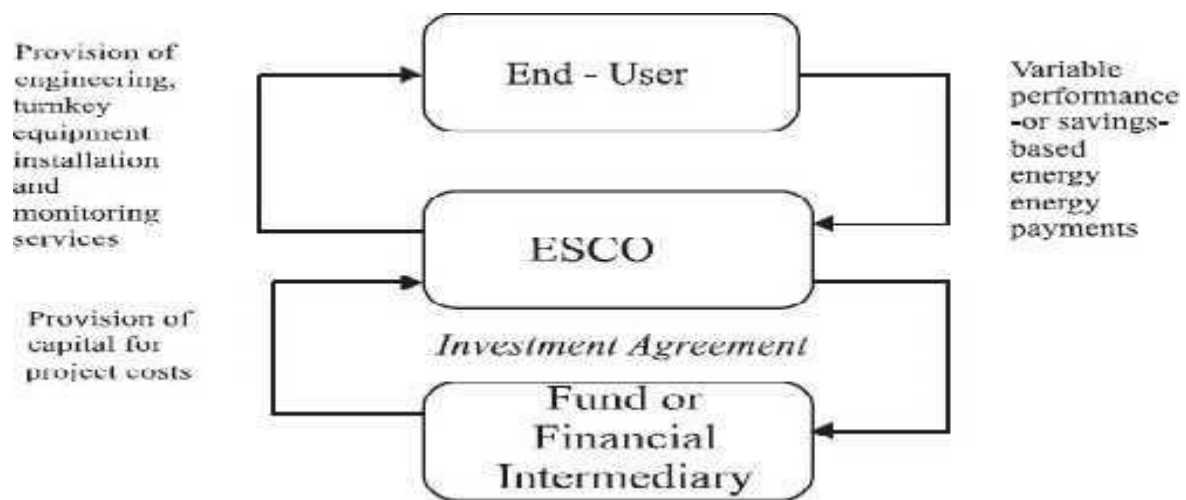 Provision of
engineering,
turnkey
equipment
installation
and
monitoring
services
End - User
Variable
performance
-or savings-
based
energy
energy
payments
ESCO
Provision of
capital for
project costs
Investment Agreement
Fund or
Financial
Intermediary